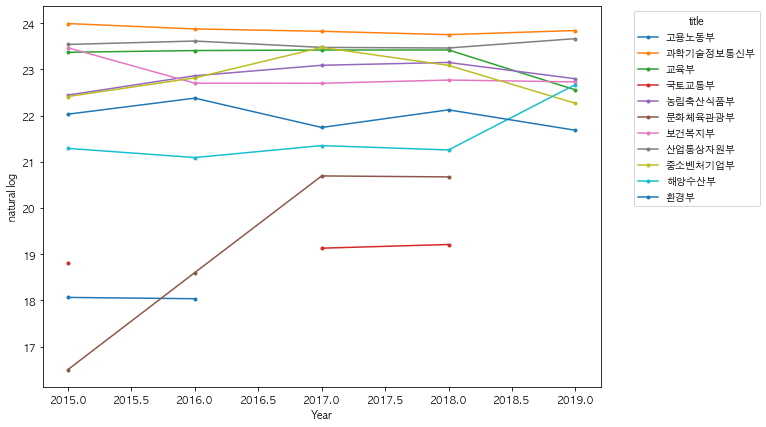 title
고용노동부
과학기술정보통신부
교육부
국토교통부
농림축산식품부
문화체육관광부
보건복지부
산업통상자원부
중소벤처기업부
해양수산부
환경부
natural log
24
23
22
21
20
19
18
17
2015.0 2015.5 2016.0 2016.5 2017.0 2017.5 2018.0 2018.5 2019.0
Year